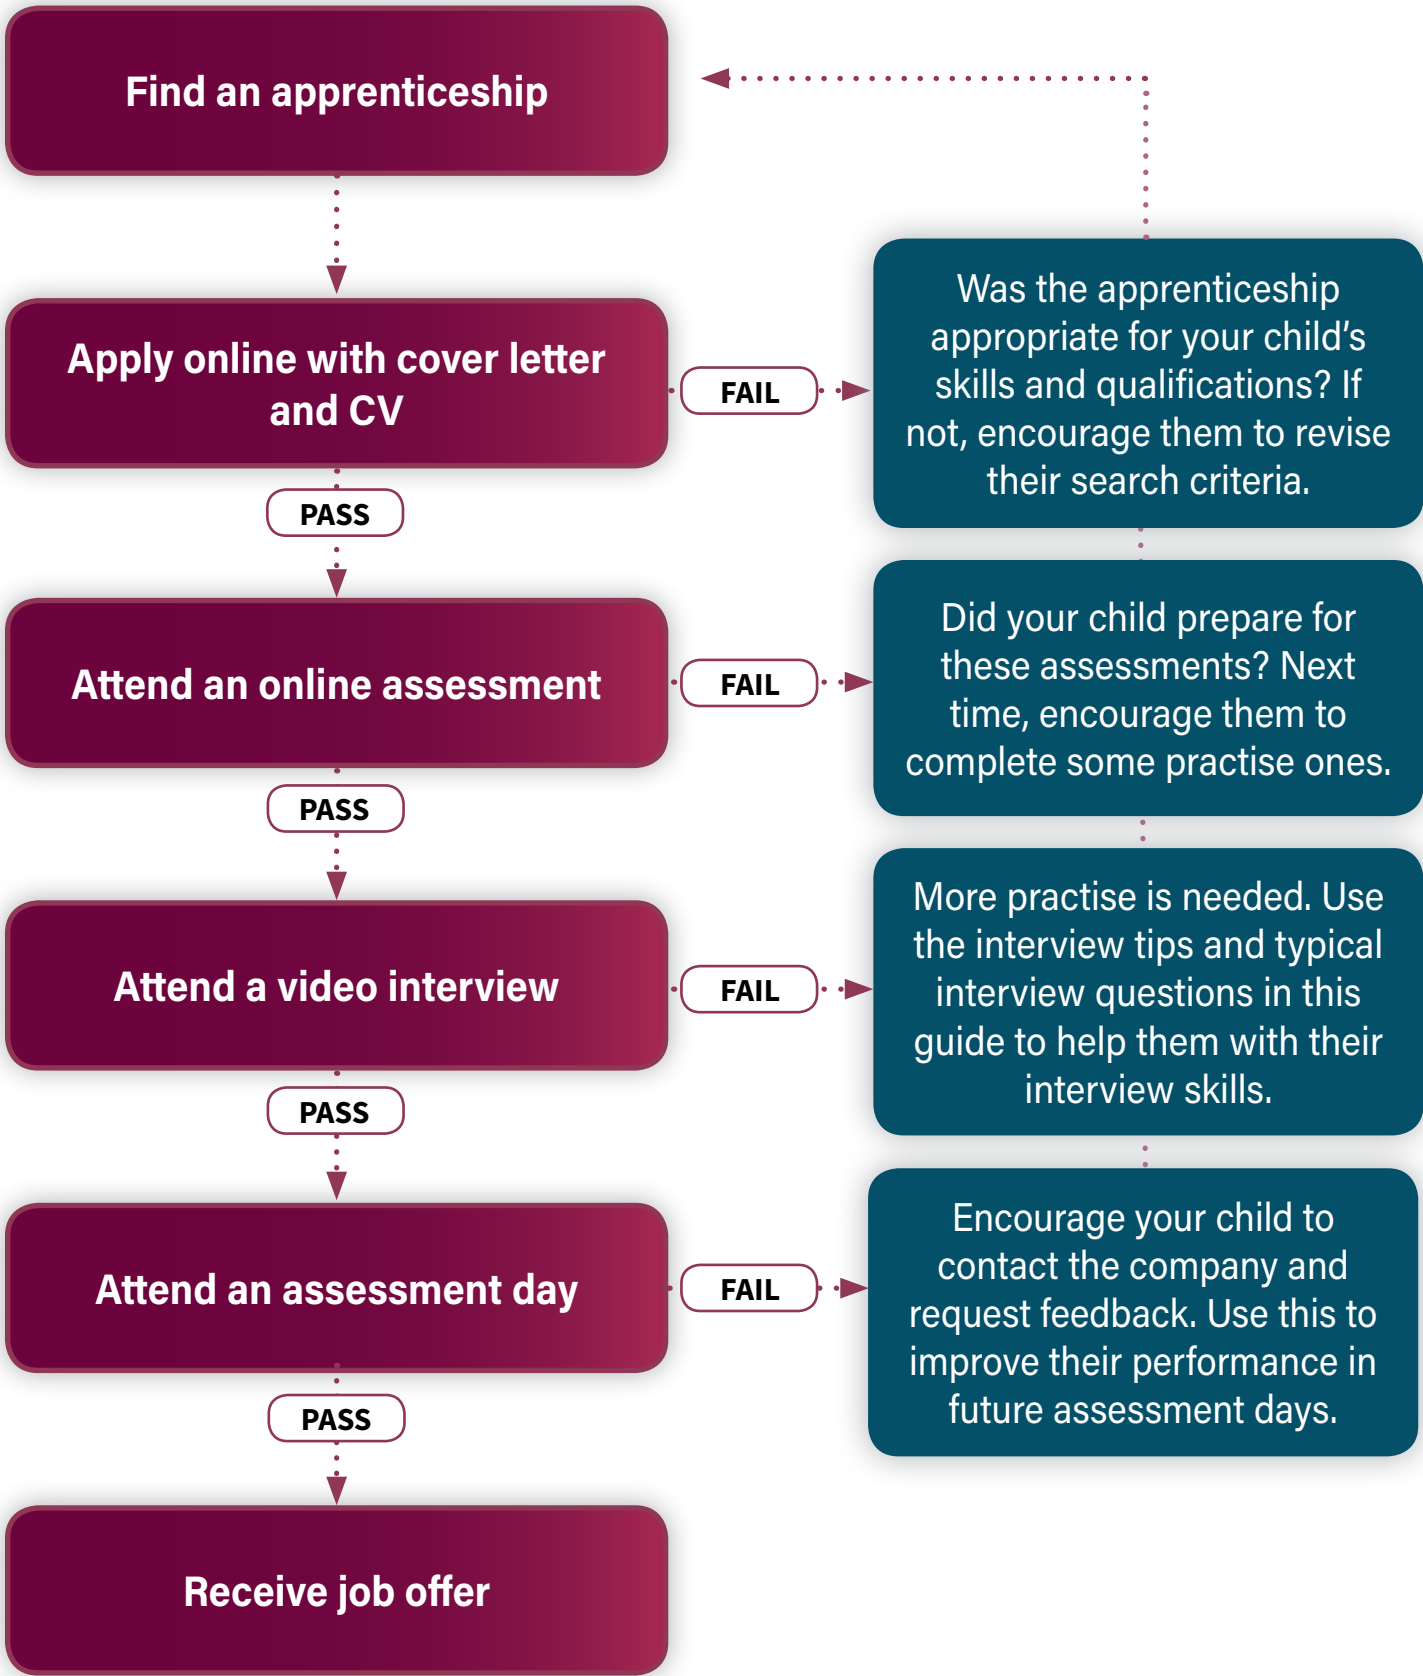 Find an apprenticeship
Apply online with cover letter
and CV
FAIL
Was the apprenticeship
appropriate for your child’s
skills and qualifications? If
not, encourage them to revise
their search criteria.
PASS
Attend an online assessment
FAIL
Did your child prepare for
these assessments? Next
time, encourage them to
complete some practise ones.
PASS
Attend a video interview
FAIL
More practise is needed. Use
the interview tips and typical
interview questions in this
guide to help them with their
interview skills.
PASS
Attend an assessment day
FAIL
Encourage your child to
contact the company and
request feedback. Use this to
improve their performance in
future assessment days.
PASS
Receive job offer